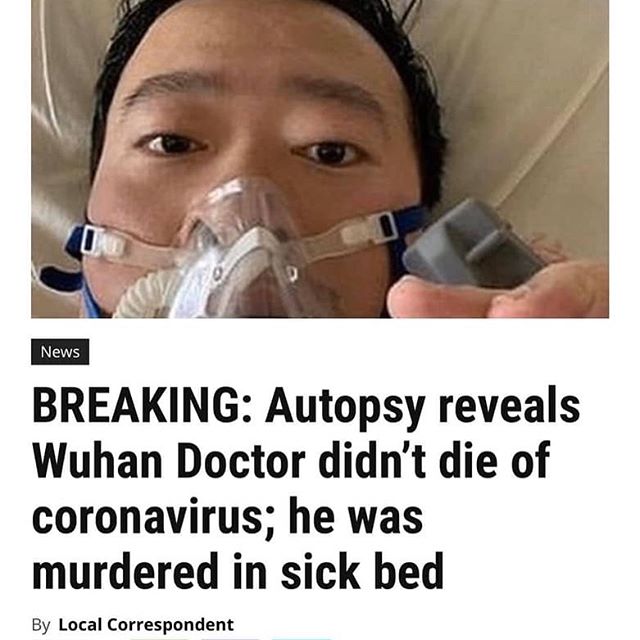 News
BREAKING: Autopsy reveals
Wuhan Doctor didn’t die of
coronavirus; he was
murdered in sick bed
By Local Correspondent